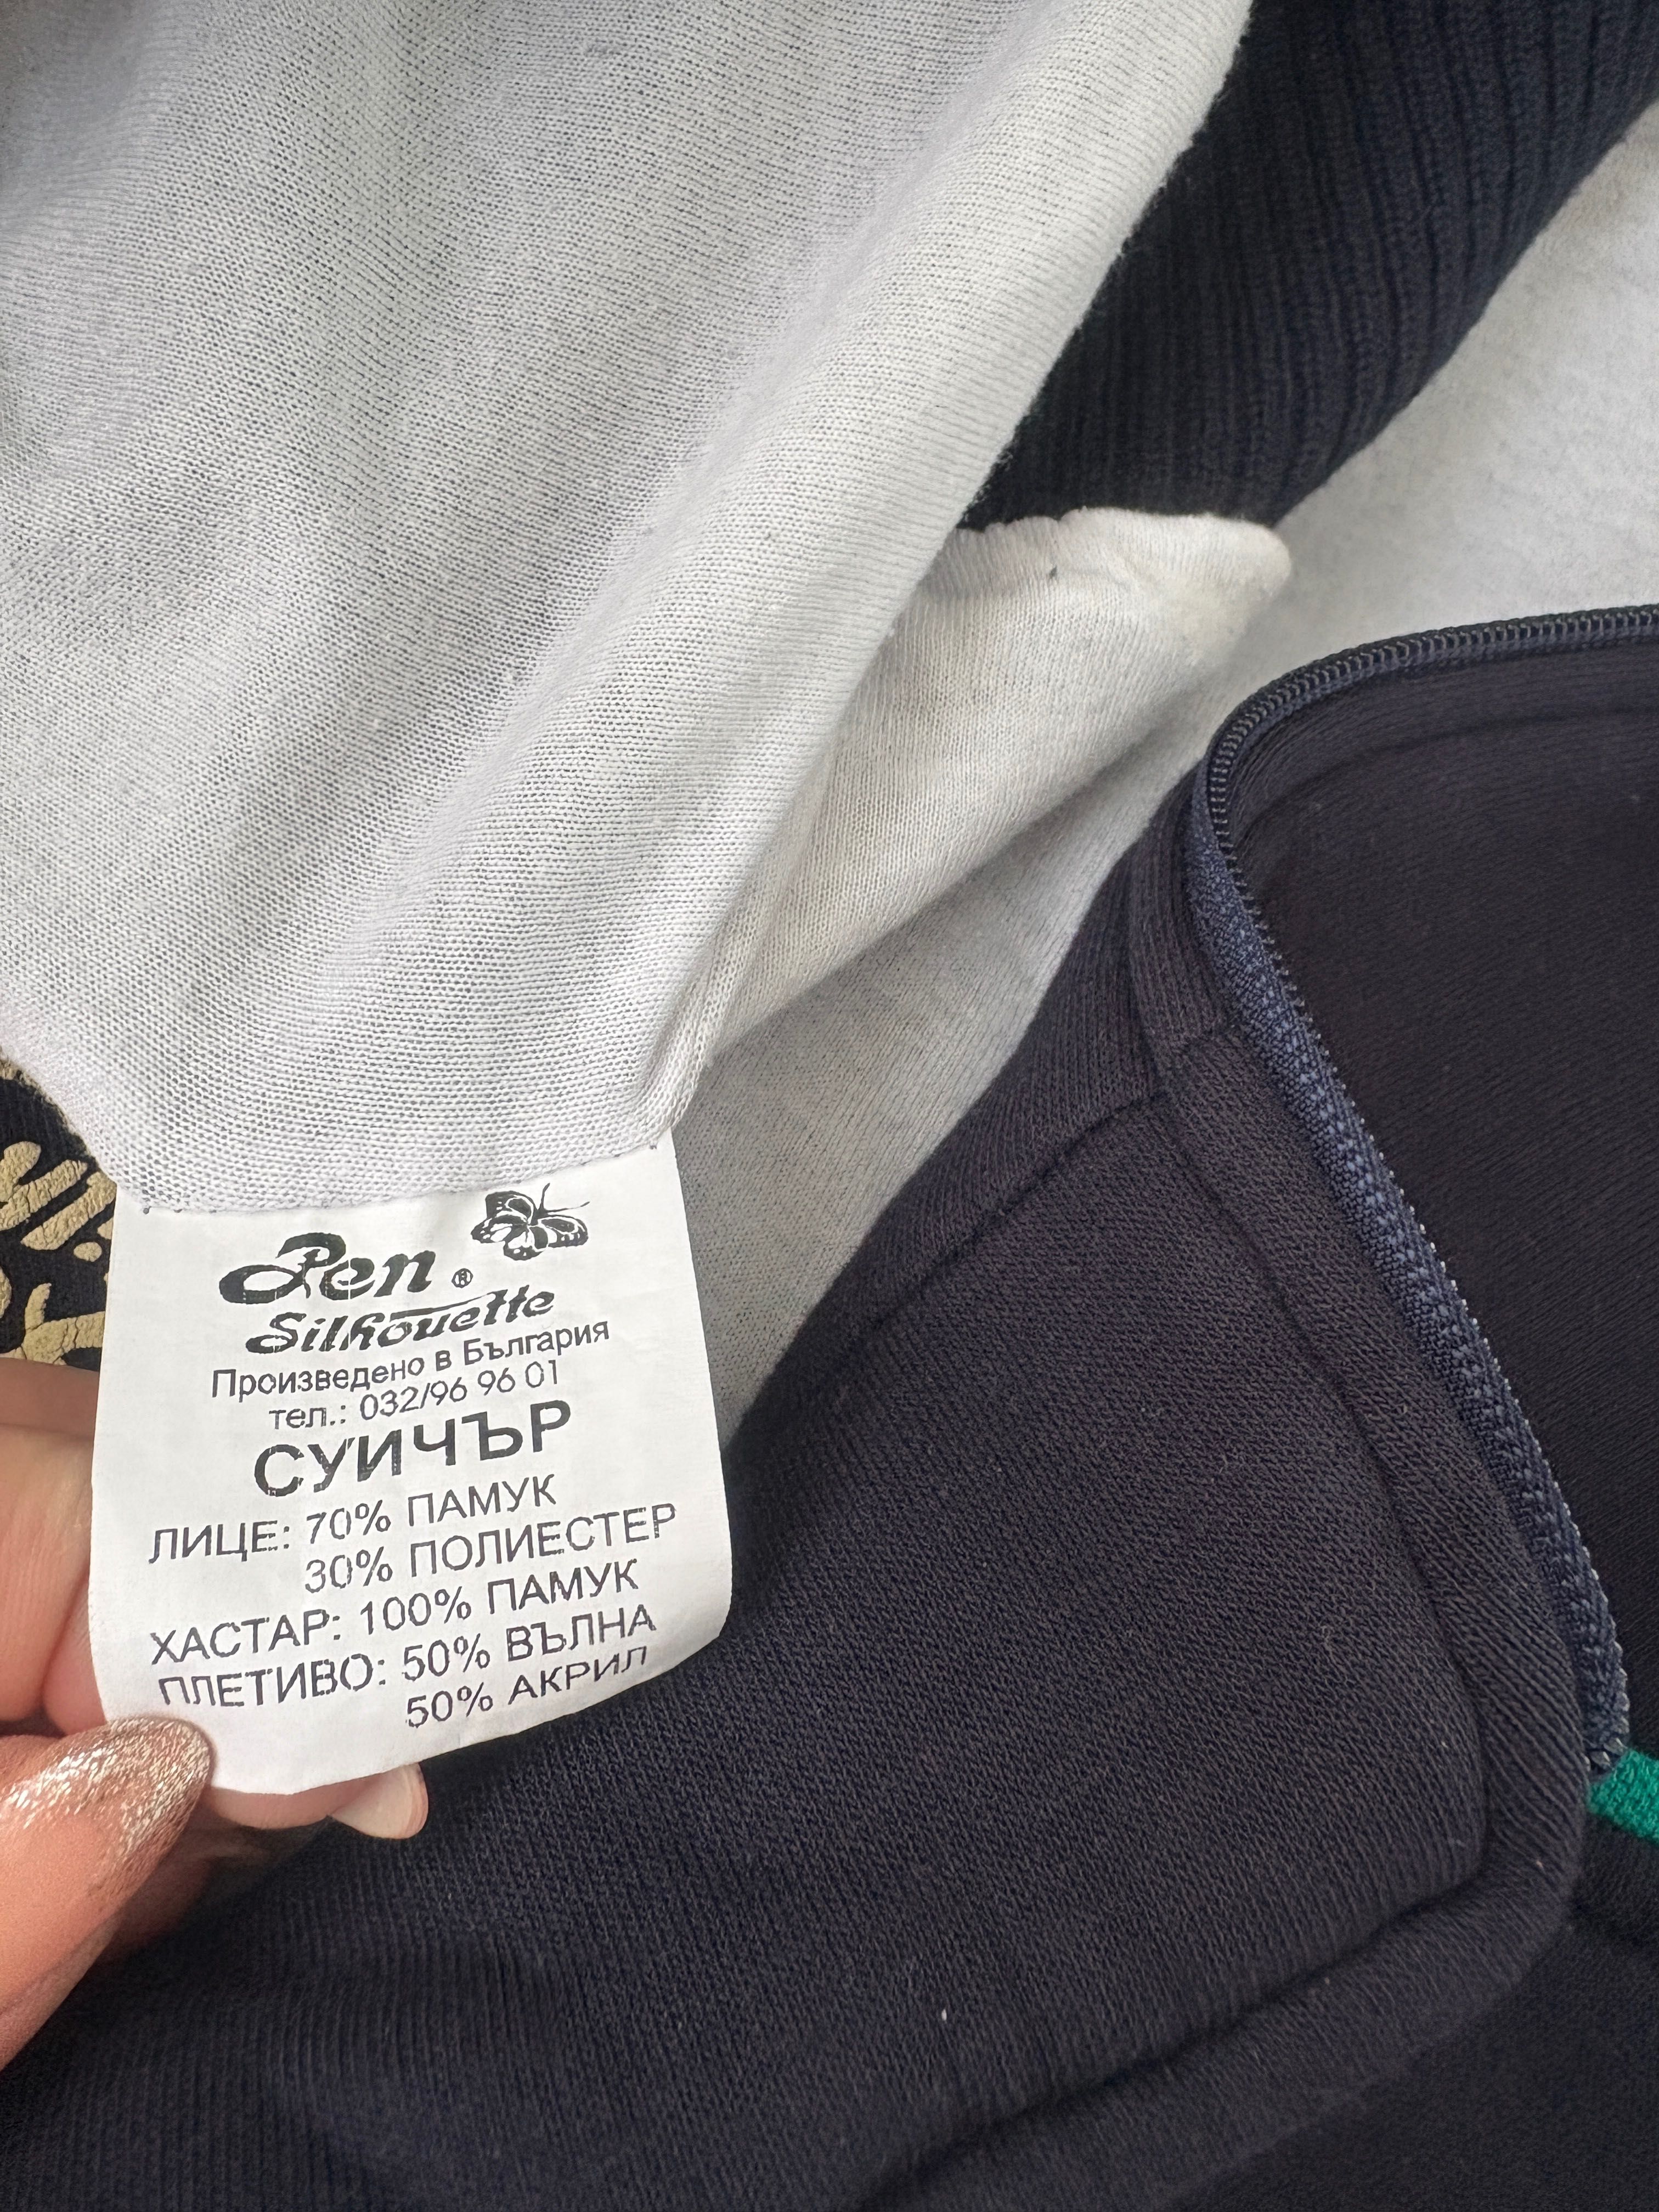 Pen ®
Silhouette
Произведено в България
тел.: 032/96 96 01
СУИЧЪР
ЛИЦЕ: 70% ПАМУК
30% ПОЛИЕСТЕР
ХАСТАР: 100% ПАМУК
ПЛЕТИВО: 50% ВЪЛНА
50% АКРИЛ